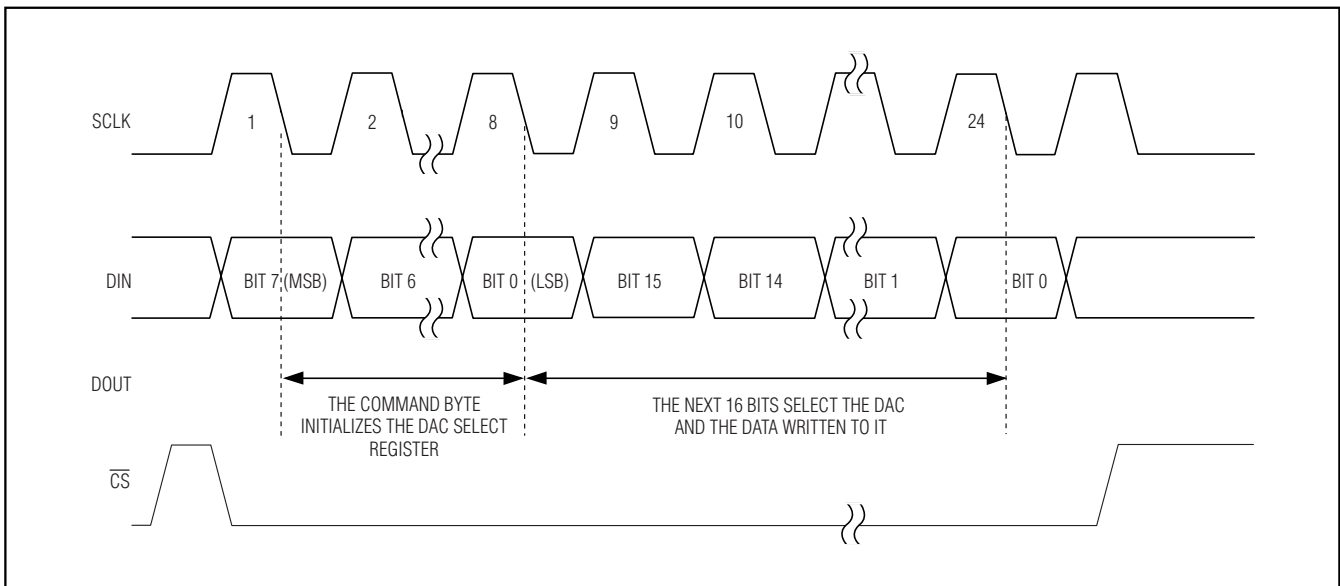 SCLK
1
2
8
9
10
24
DIN
BIT 7 (MSB)
BIT 6
BIT 0 (LSB)
BIT 15
BIT 14
BIT 1
BIT 0
DOUT
THE COMMAND BYTE
INITIALIZES THE DAC SELECT
REGISTER
THE NEXT 16 BITS SELECT THE DAC
AND THE DATA WRITTEN TO IT
CS